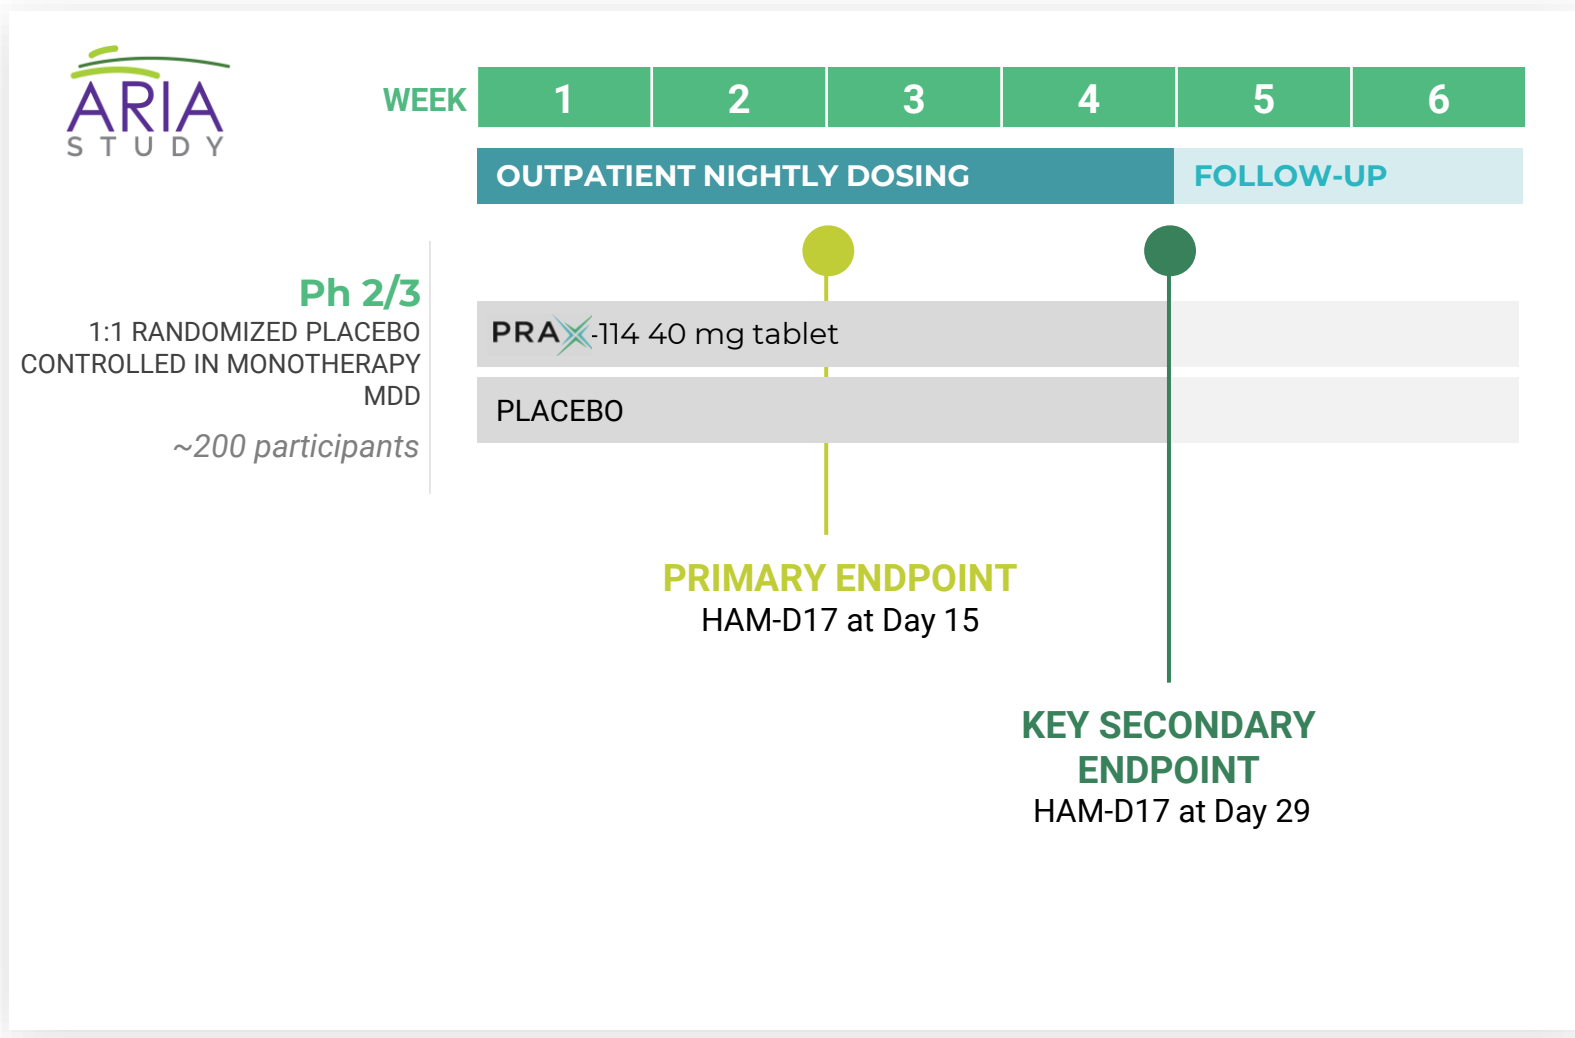 ARIA
STUDY
WEEK 1 2 3 4 5 6
OUTPATIENT NIGHTLY DOSING FOLLOW-UP
Ph 2/3
1:1 RANDOMIZED PLACEBO
CONTROLLED IN MONOTHERAPY
MDD
~200 participants
PRAX-114 40 mg tablet
PLACEBO
PRIMARY ENDPOINT
HAM-D17 at Day 15
KEY SECONDARY
ENDPOINT
HAM-D17 at Day 29